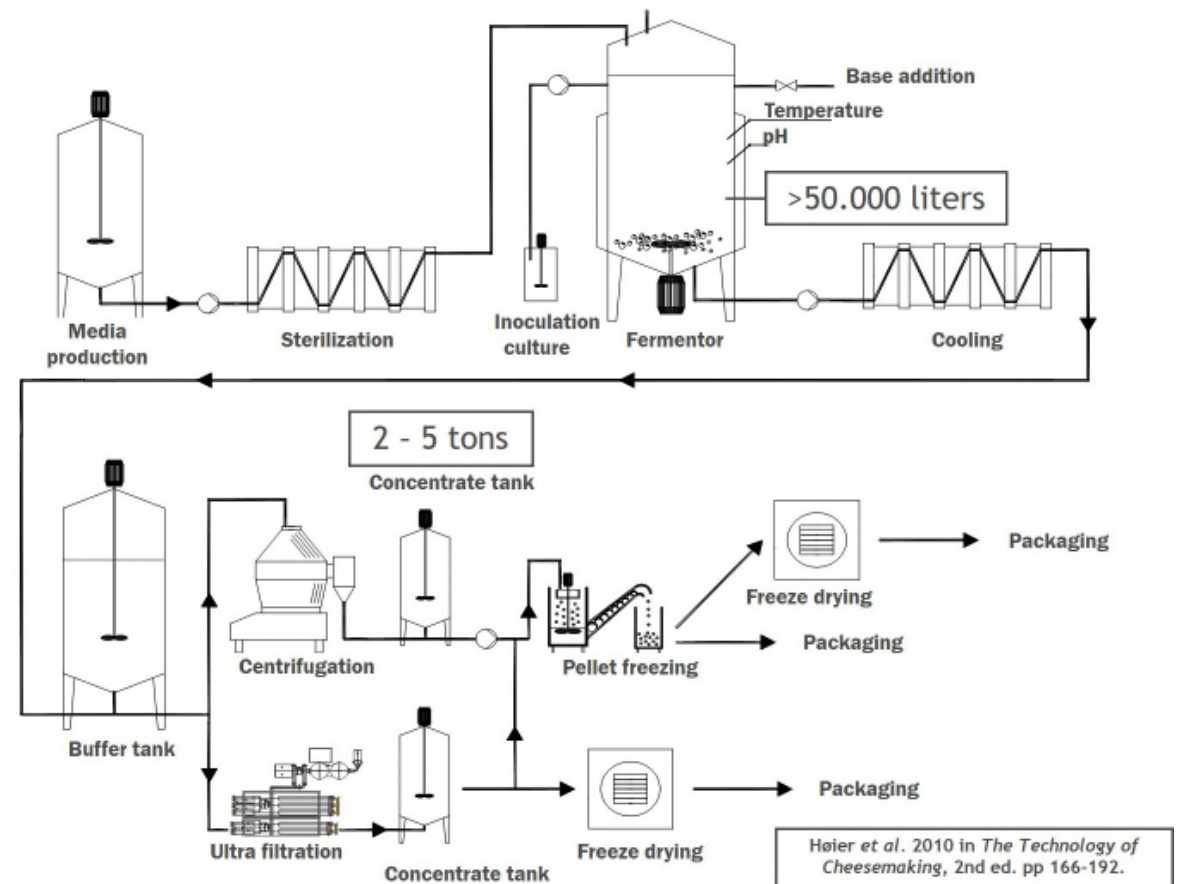 Base addition
Temperature
pH
>50.000 liters
Media
production
Sterilization
Inoculation
culture
Fermentor
Cooling
2 - 5 tons
Concentrate tank
Freeze drying
Packaging
Packaging
Centrifugation
Pellet freezing
Buffer tank
Packaging
Ultra filtration
Concentrate tank
Freeze drying
Høier et al. 2010 in The Technology of
Cheesemaking, 2nd ed. pp 166-192.